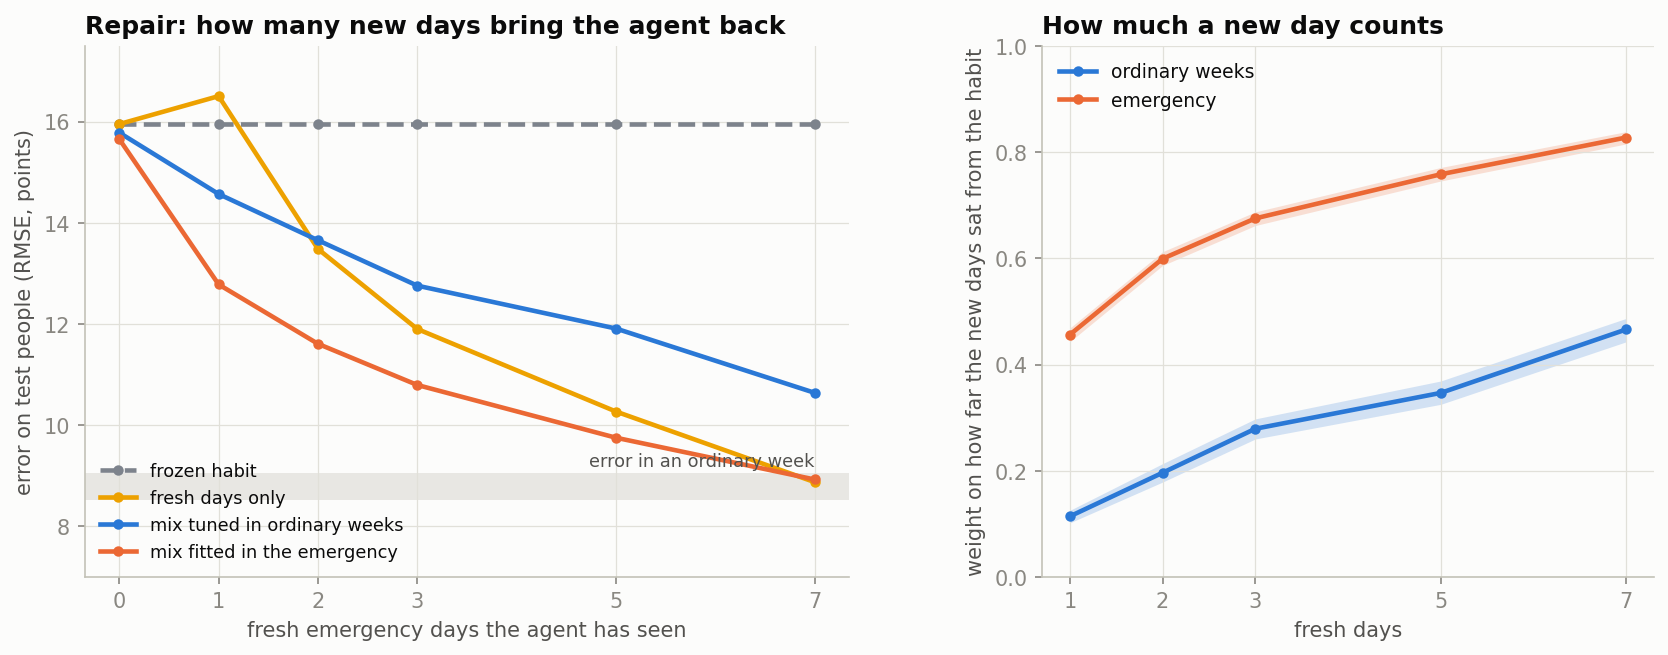 Repair: how many new days bring the agent back
error on test people (RMSE, points)
16
14
12
10
8
error in an ordinary week
frozen habit
fresh days only
mix tuned in ordinary weeks
mix fitted in the emergency
0 1 2 3 5 7
fresh emergency days the agent has seen
How much a new day counts
weight on how far the new days sat from the habit
1.0
0.8
0.6
0.4
0.2
0.0
ordinary weeks
emergency
1 2 3 5 7
fresh days